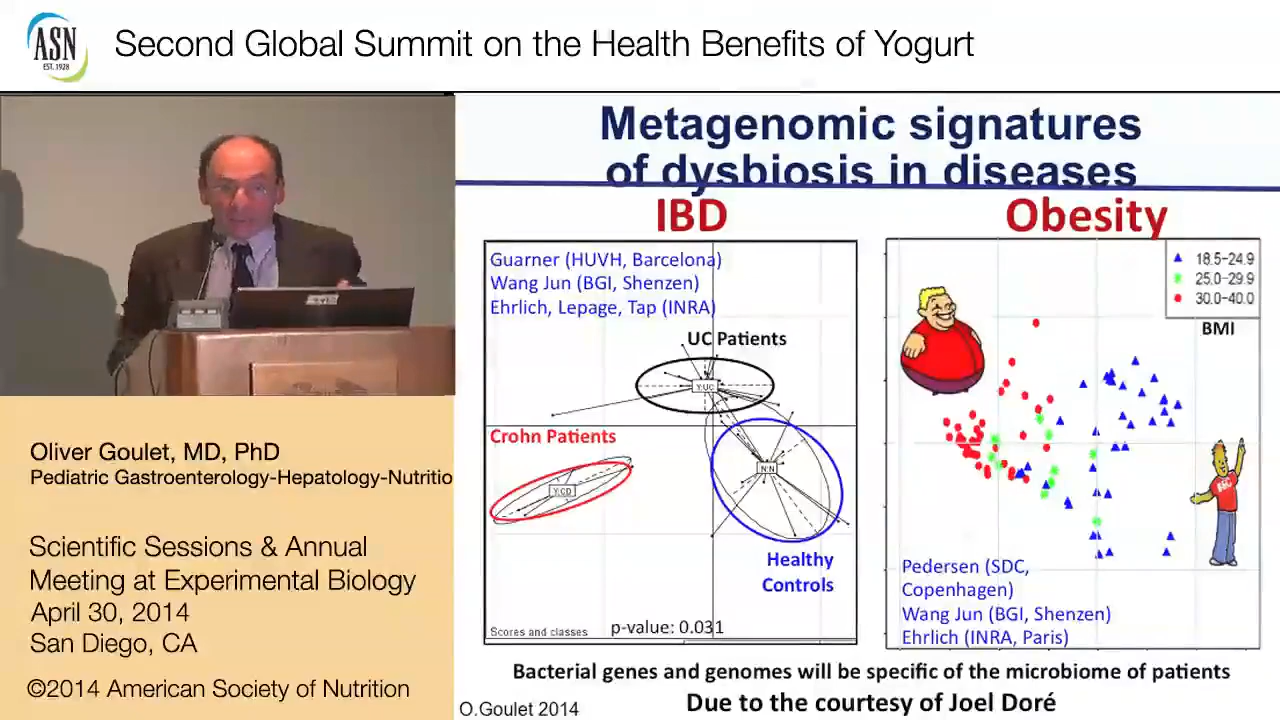 ASN
EST. 1928
Second Global Summit on the Health Benefits of Yogurt
Metagenomic signatures
of dysbiosis in diseases
IBD
Obesity
Guarner (HUVH, Barcelona)
Wang Jun (BGI, Shenzen)
Ehrlich, Lepage, Tap (INRA)
UC Patients
Y:UC
Crohn Patients
Y:CD
N:N
Healthy
Controls
Scores and classes
p-value: 0.031
18.5-24.9
25.0-29.9
30.0-40.0
BMI
Pedersen (SDC,
Copenhagen)
Wang Jun (BGI, Shenzen)
Ehrlich (INRA, Paris)
Bacterial genes and genomes will be specific of the microbiome of patients
O.Goulet 2014
Due to the courtesy of Joel Doré
Oliver Goulet, MD, PhD
Pediatric Gastroenterology-Hepatology-Nutritio
Scientific Sessions & Annual
Meeting at Experimental Biology
April 30, 2014
San Diego, CA
©2014 American Society of Nutrition